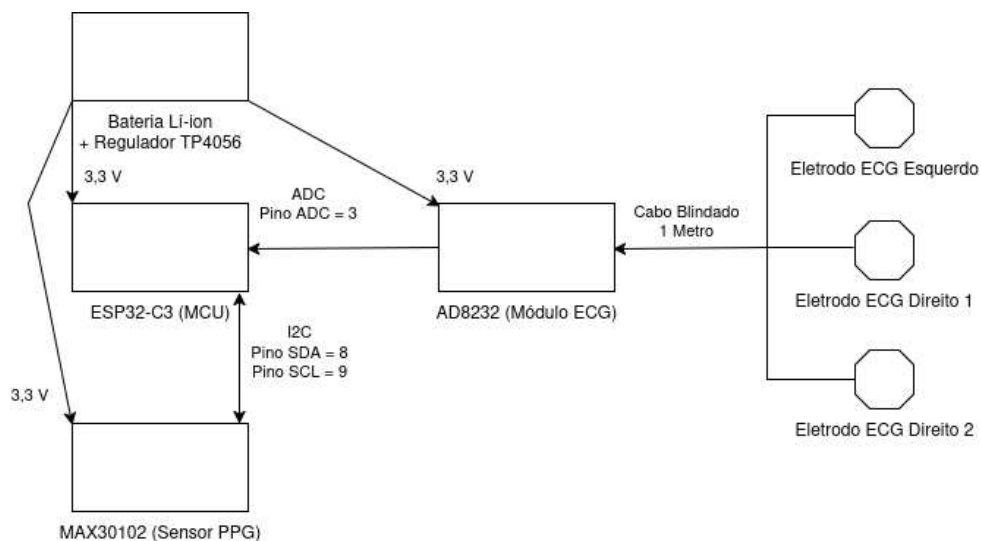 Bateria Li-ion
+ Regulador TP4056
3,3 V
3,3 V
ADC
Pino ADC = 3
Cabo Blindado
1 Metro
Eletrodo ECG Esquerdo
ESP32-C3 (MCU)
AD8232 (Módulo ECG)
Eletrodo ECG Direito 1
I2C
Pino SDA = 8
Pino SCL = 9
3,3 V
Eletrodo ECG Direito 2
MAX30102 (Sensor PPG)